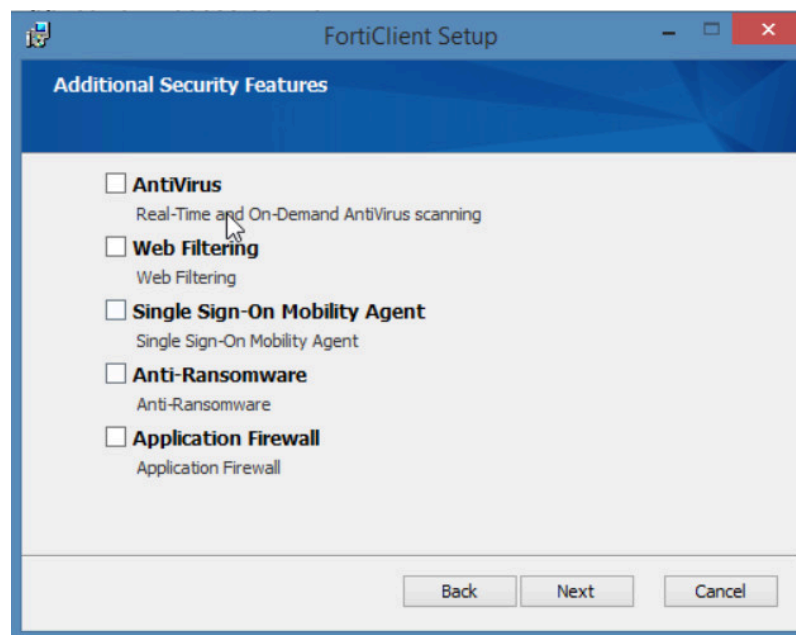 FortiClient Setup
Additional Security Features
AntiVirus
Real-Time and On-Demand AntiVirus scanning
Web Filtering
Web Filtering
Single Sign-On Mobility Agent
Single Sign-On Mobility Agent
Anti-Ransomware
Anti-Ransomware
Application Firewall
Application Firewall
Back Next Cancel